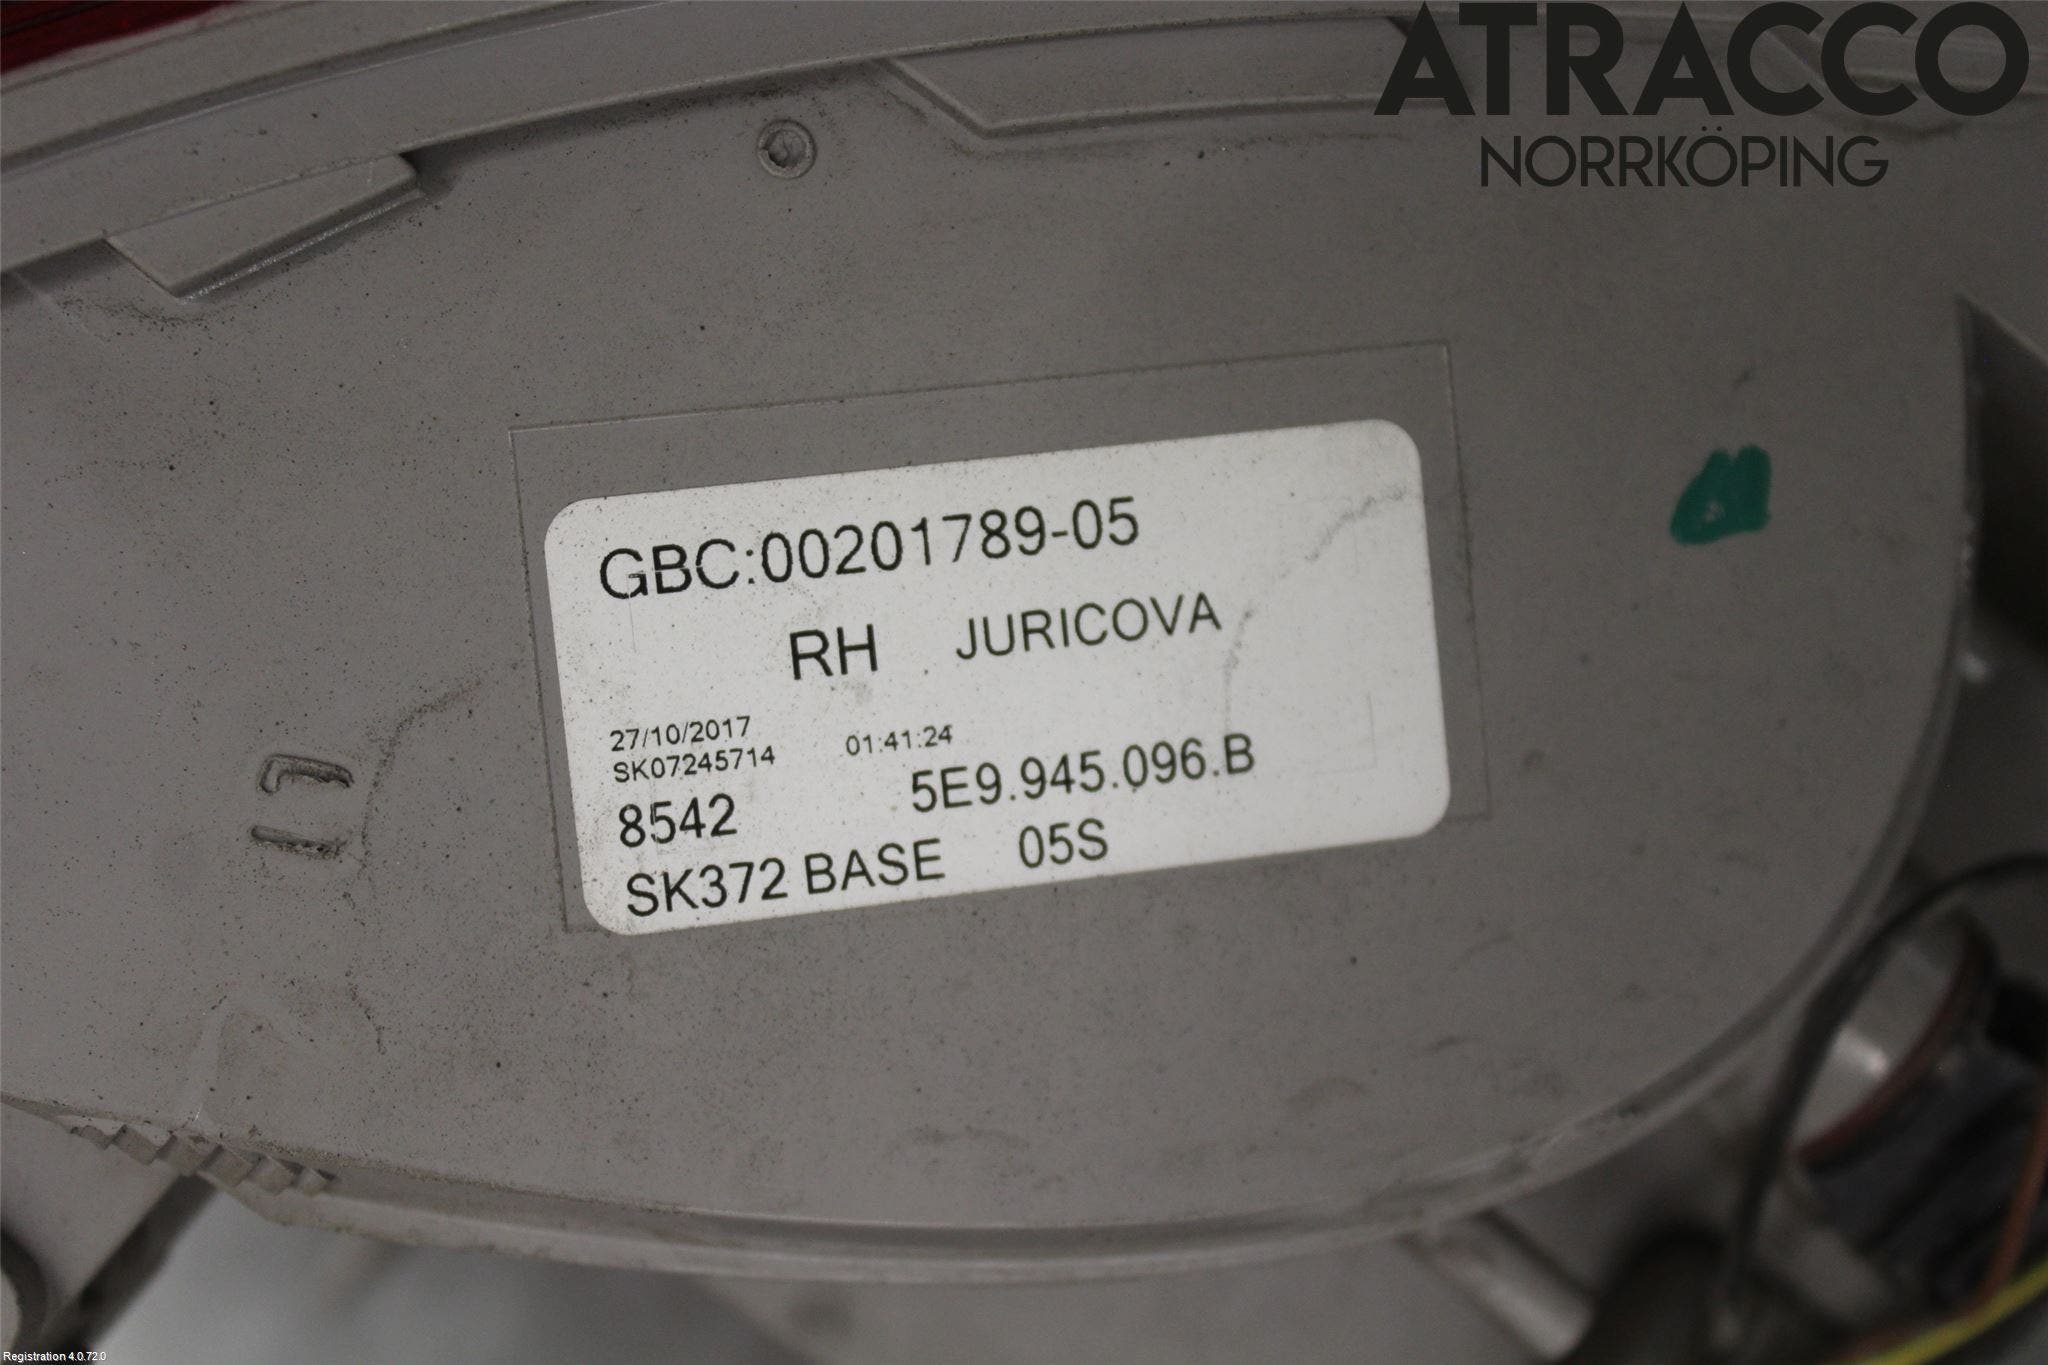 ATRACCO
NORRKÖPING
GBC:00201789-05
RH JURICOVA
27/10/2017
SK07245714 01:41:24
8542 5E9.945.096.B
SK372 BASE 05S
Registration 4.0.72.0